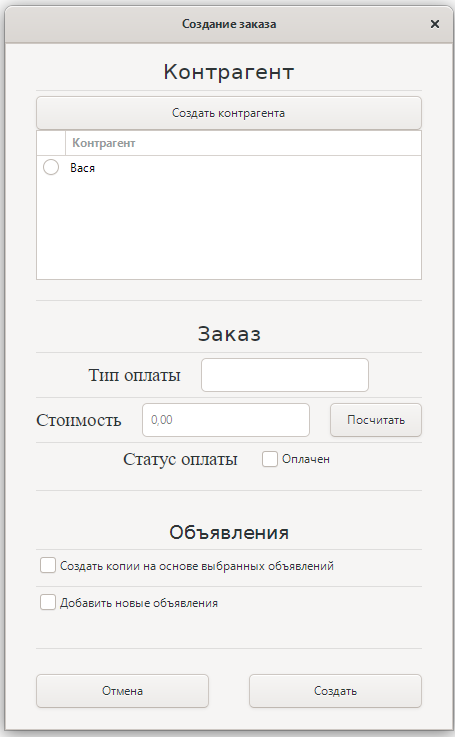 Создание заказа
Контрагент
Создать контрагента
Контрагент
Вася
Заказ
Тип оплаты
Стоимость 0,00 Посчитать
Статус оплаты Оплачен
Объявления
Создать копии на основе выбранных объявлений
Добавить новые объявления
Отмена Создать